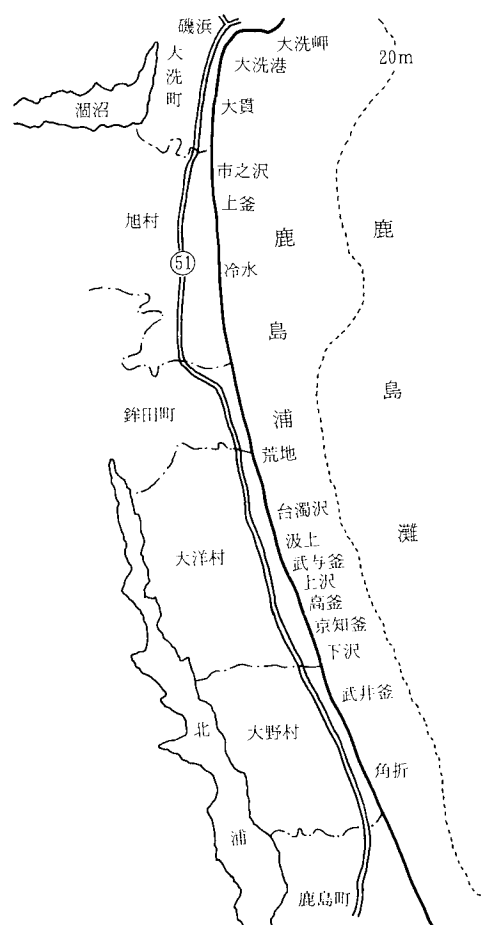 磯浜
大洗岬
大洗町
大洗港
20m
涸沼
大貫
市之沢
上釜
旭村
鹿島浦
鹿島灘
51
冷水
鉾田町
荒地
台濁沢
汲上
大洋村
武与釜
上沢
高釜
京知釜
下沢
武井釜
北浦
大野村
角折
鹿島町